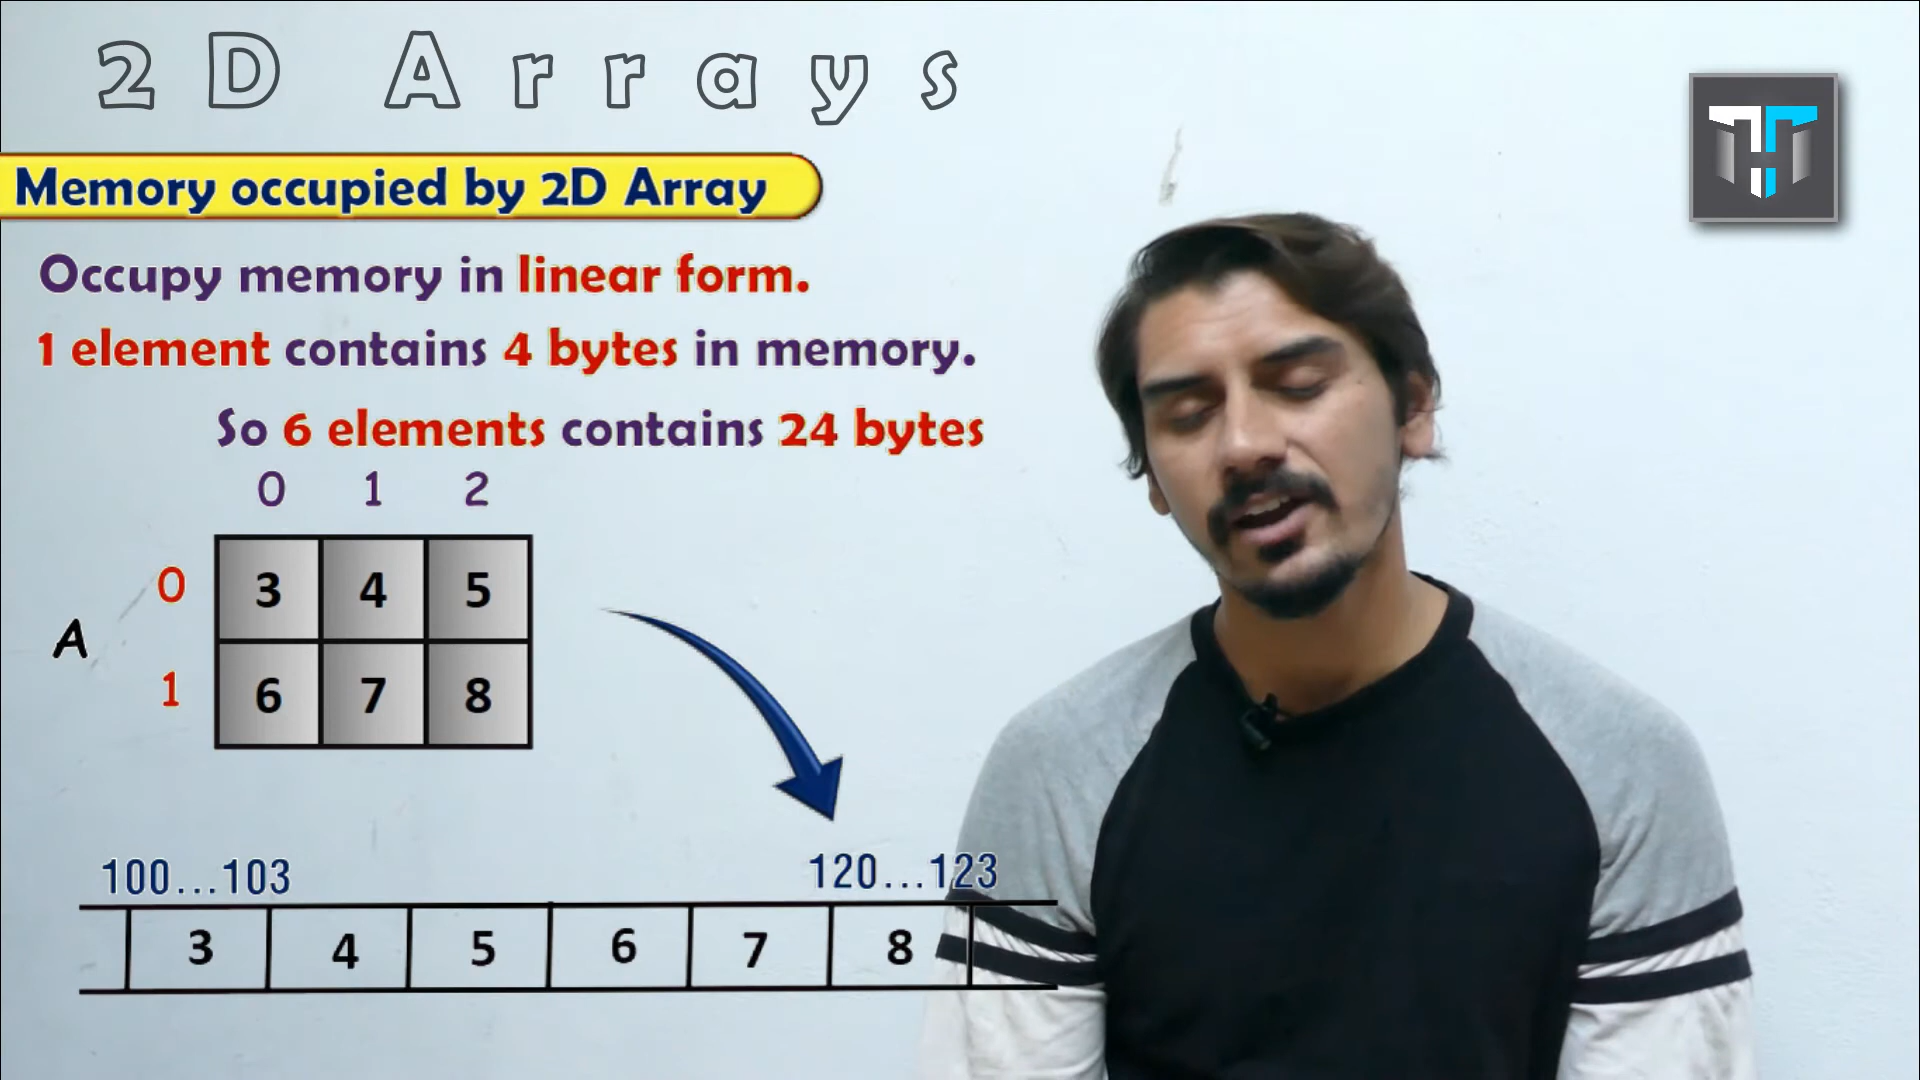 2D Arrays
Memory occupied by 2D Array
Occupy memory in linear form.
1 element contains 4 bytes in memory.
So 6 elements contains 24 bytes
0 1 2
0 3 4 5
A
1 6 7 8
100...103 120...123
3 4 5 6 7 8